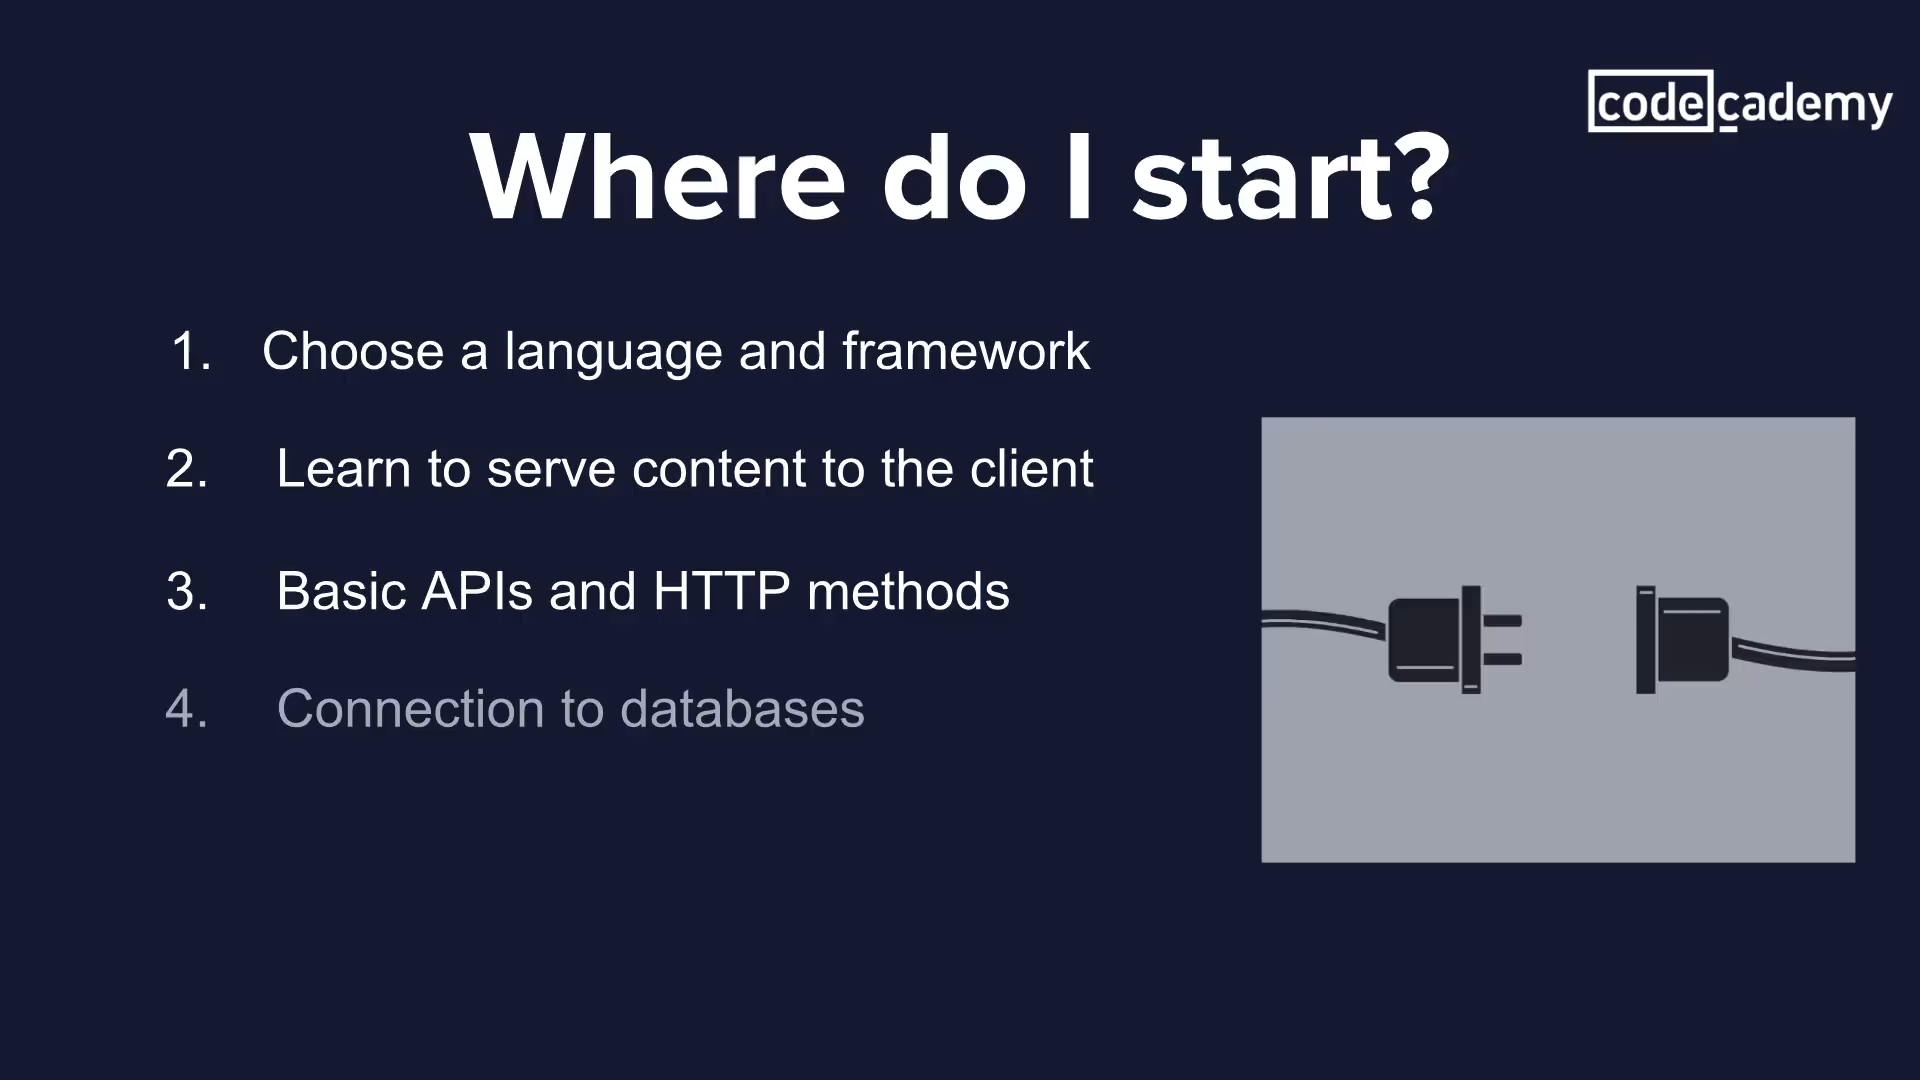 codecademy
Where do I start?
1. Choose a language and framework
2. Learn to serve content to the client
3. Basic APIs and HTTP methods
4. Connection to databases